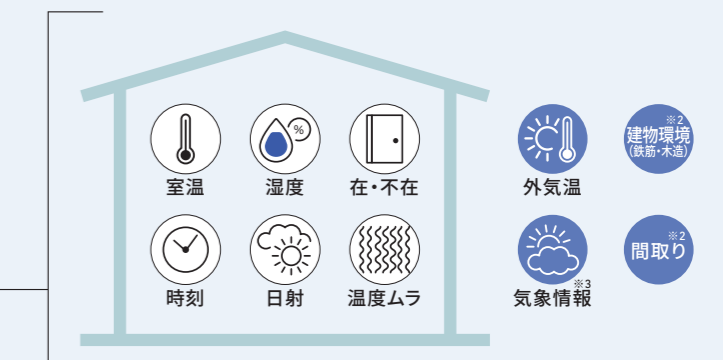 %
室温
湿度
在・不在
外気温
※2
建物環境
(鉄筋・木造)
時刻
日射
温度ムラ
※3
気象情報
※2
間取り